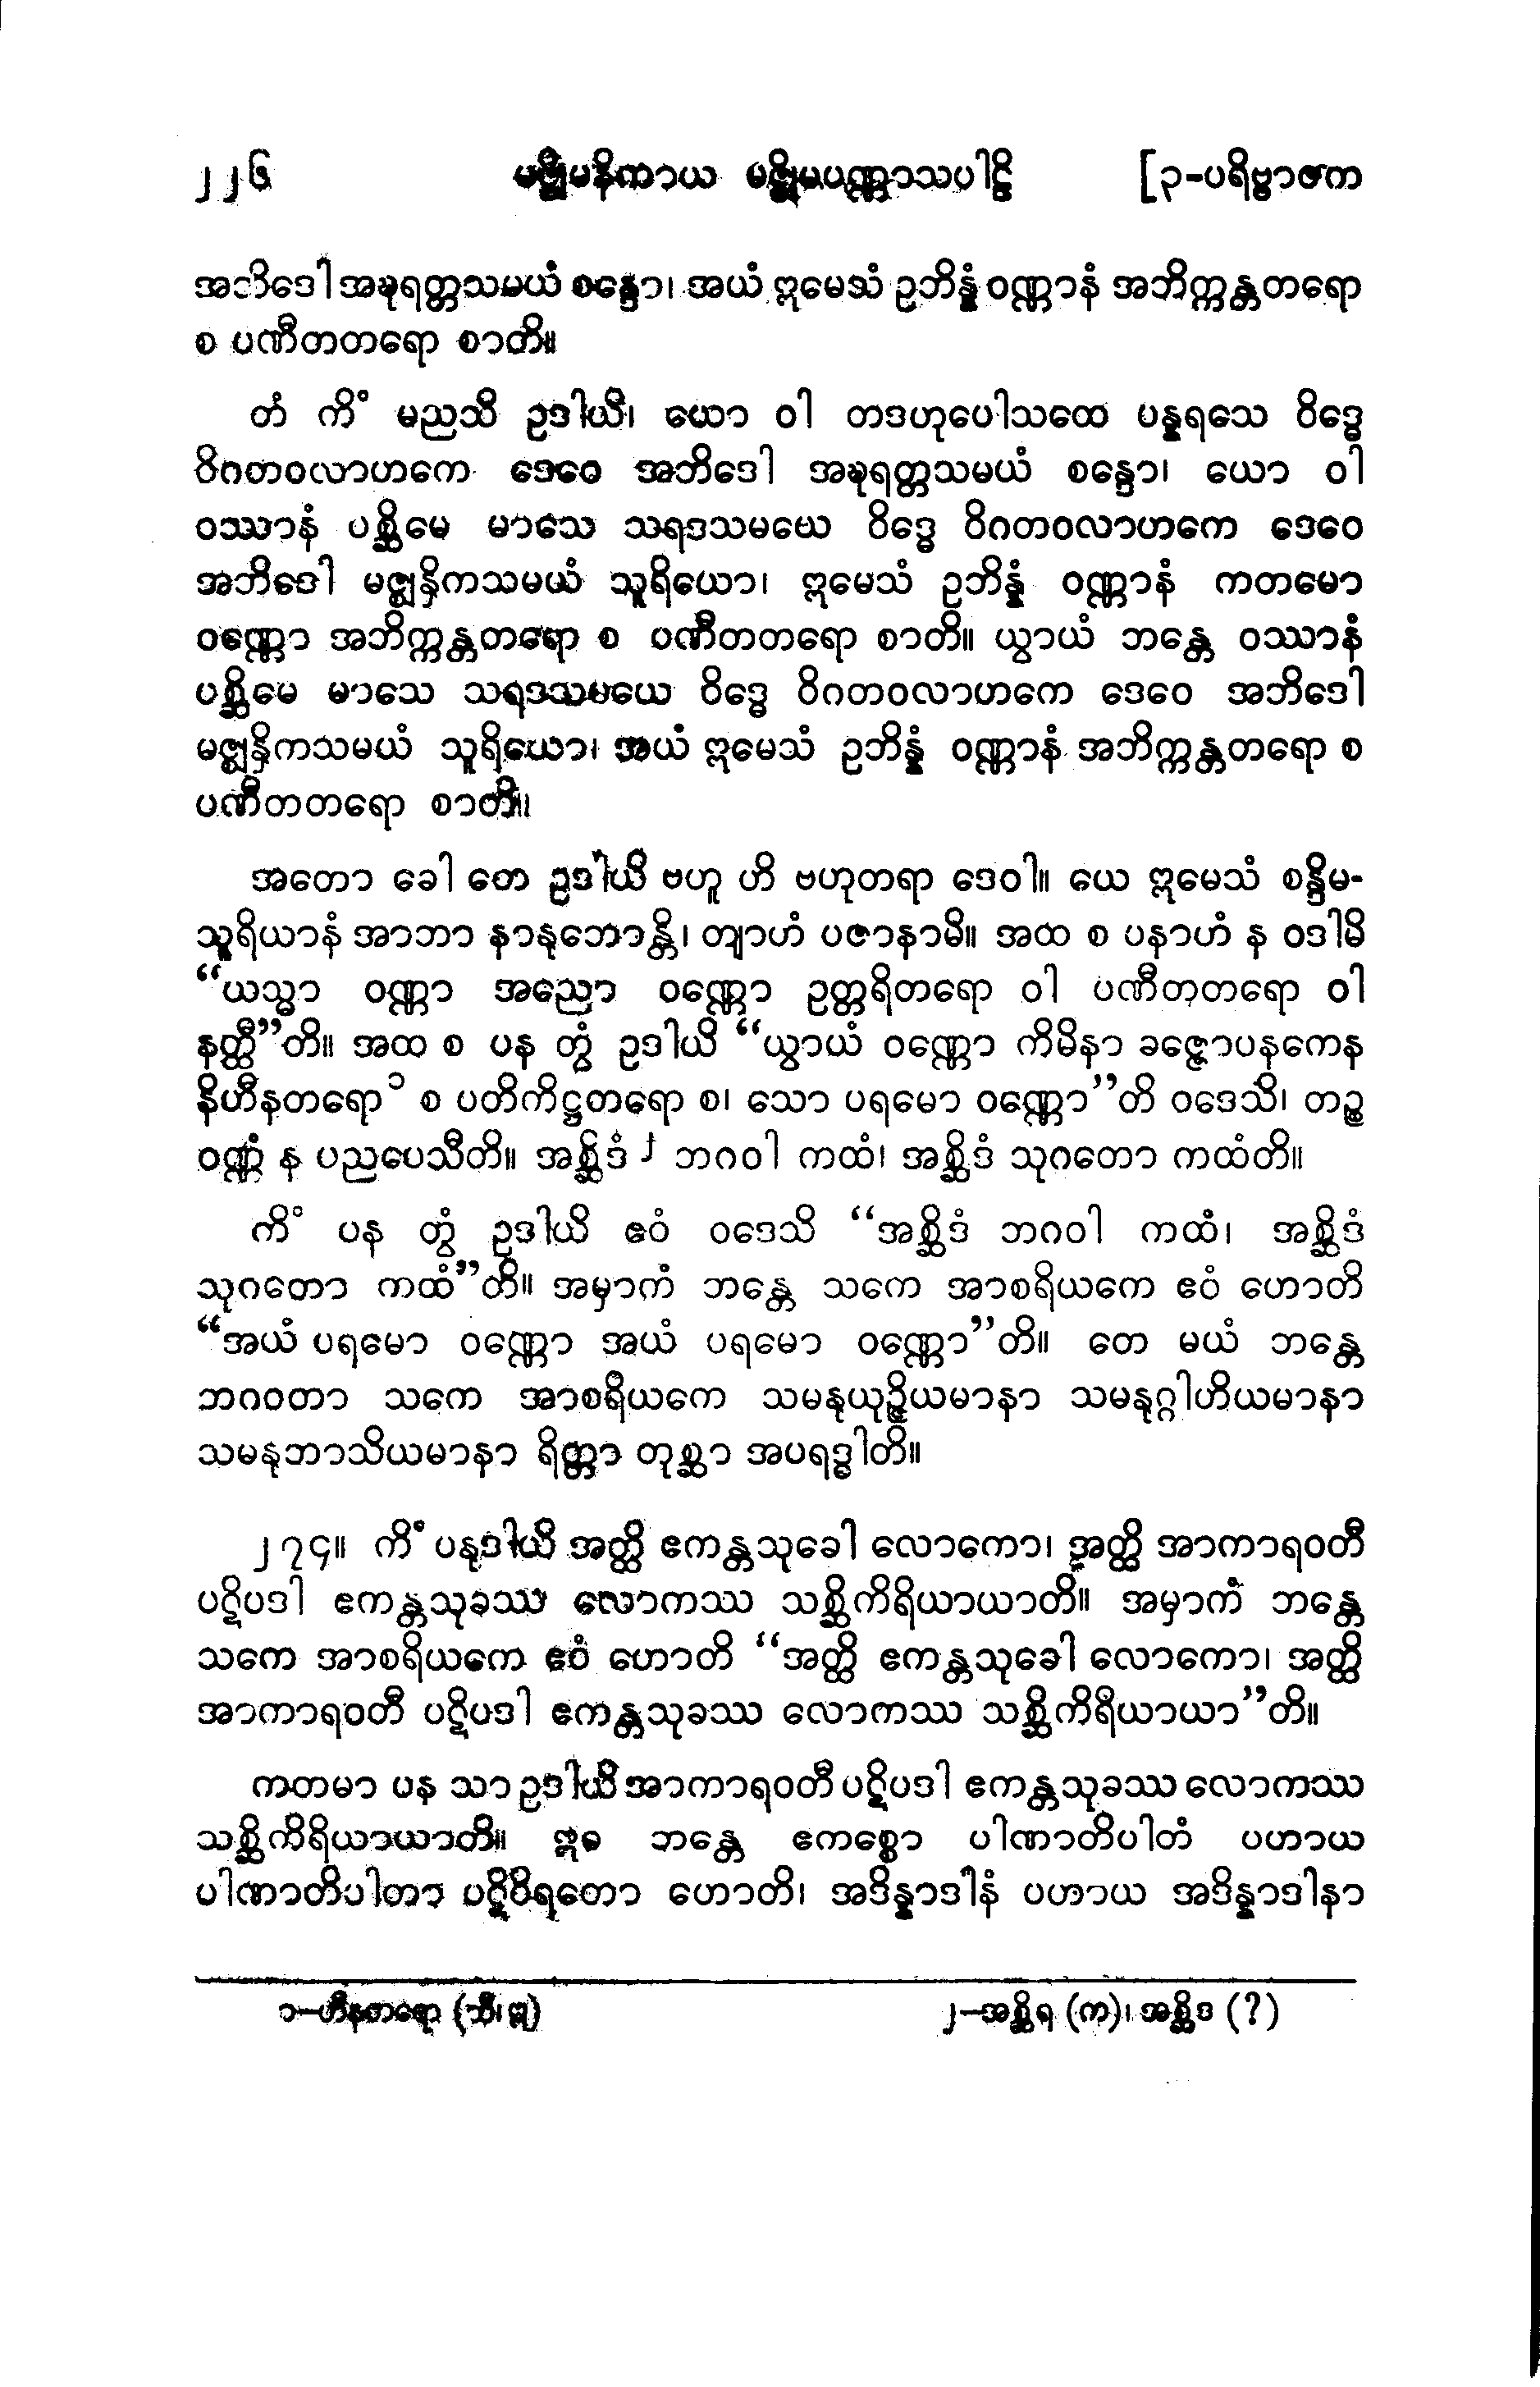 ၂၂၆ မဇ္ဈိမနိကာယ မဇ္ဈိမပဏ္ဏာသပါဠိ [၃-ပရိဗ္ဗာဇက
အဘိဒေါ အဍ္ဎရတ္တသမယံ စန္ဒော၊ အယံ ဣမေသံ ဥဘိန္နံ ဝဏ္ဏာနံ အဘိက္ကန္တတရော
စ ပဏီတတရော စာတိ။
တံ ကိံ မညသိ ဥဒါယိ၊ ယော ဝါ တဒဟုပေါသထေ ပန္နရသေ ဝိဒ္ဓေ
ဝိဂတဝလာဟကေ ဒေဝေ အဘိဒေါ အဍ္ဎရတ္တသမယံ စန္ဒော၊ ယော ဝါ
ဝဿာနံ ပစ္ဆိမေ မာသေ သရဒသမယေ ဝိဒ္ဓေ ဝိဂတဝလာဟကေ ဒေဝေ
အဘိဒေါ မဇ္ဈနှိကသမယံ သူရိယော၊ ဣမေသံ ဥဘိန္နံ ဝဏ္ဏာနံ ကတမော
ဝဏ္ဏော အဘိက္ကန္တတရော စ ပဏီတတရော စာတိ။ ယွာယံ ဘန္တေ ဝဿာနံ
ပစ္ဆိမေ မာသေ သရဒသမယေ ဝိဒ္ဓေ ဝိဂတဝလာဟကေ ဒေဝေ အဘိဒေါ
မဇ္ဈနှိကသမယံ သူရိယော၊ အယံ ဣမေသံ ဥဘိန္နံ ဝဏ္ဏာနံ အဘိက္ကန္တတရော စ
ပဏီတတရော စာတိ။
အတော ခေါ တေ ဥဒါယိ ဗဟူ ဟိ ဗဟုတရာ ဒေဝါ။ ယေ ဣမေသံ စန္ဒိမ-
သူရိယာနံ အာဘာ နာနုဘောန္တိ၊ တျာဟံ ပဇာနာမိ။ အထ စ ပနာဟံ န ဝဒါမိ
“ယသ္မာ ဝဏ္ဏာ အညော ဝဏ္ဏော ဥတ္တရိတရော ဝါ ပဏီတတရော ဝါ
နတ္ထီ”တိ။ အထ စ ပန တွံ ဥဒါယိ “ယွာယံ ဝဏ္ဏော ကိမိနာ ခဇ္ဇောပနကေန
နိဟီနတရော ၁ စ ပတိကိဋ္ဌတရော စ၊ သော ပရမော ဝဏ္ဏော”တိ ဝဒေသိ၊ တဉ္စ
ဝဏ္ဏံ န ပညပေသီတိ။ အစ္ဆိဒံ ၂ ဘဂဝါ ကထံ၊ အစ္ဆိဒံ သုဂတော ကထံတိ။
ကိံ ပန တွံ ဥဒါယိ ဧဝံ ဝဒေသိ “အစ္ဆိဒံ ဘဂဝါ ကထံ၊ အစ္ဆိဒံ
သုဂတော ကထံ”တိ။ အမှာကံ ဘန္တေ သကေ အာစရိယကေ ဧဝံ ဟောတိ
“အယံ ပရမော ဝဏ္ဏော အယံ ပရမော ဝဏ္ဏော”တိ။ တေ မယံ ဘန္တေ
ဘဂဝတာ သကေ အာစရိယကေ သမနုယုဉ္ဇိယမာနာ သမနုဂ္ဂါဟိယမာနာ
သမနုဘာသိယမာနာ ရိတ္တာ တုစ္ဆာ အပရဒ္ဓါတိ။
၂၇၄။ ကိံ ပနုဒါယိ အတ္ထိ ဧကန္တသုခေါ လောကော၊ အတ္ထိ အာကာရဝတီ
ပဋိပဒါ ဧကန္တသုခဿ လောကဿ သစ္ဆိကိရိယာယာတိ။ အမှာကံ ဘန္တေ
သကေ အာစရိယကေ ဧဝံ ဟောတိ “အတ္ထိ ဧကန္တသုခေါ လောကော၊ အတ္ထိ
အာကာရဝတီ ပဋိပဒါ ဧကန္တသုခဿ လောကဿ သစ္ဆိကိရိယာယာ”တိ။
ကတမာ ပန သာ ဥဒါယိ အာကာရဝတီ ပဋိပဒါ ဧကန္တသုခဿ လောကဿ
သစ္ဆိကိရိယာယာတိ။ ဣဓ ဘန္တေ ဧကစ္စော ပါဏာတိပါတံ ပဟာယ
ပါဏာတိပါတာ ပဋိဝိရတော ဟောတိ၊ အဒိန္နာဒါနံ ပဟာယ အဒိန္နာဒါနာ
၁-ဟီနတရော (သီ၊ ဣ) ၂-အစ္ဆိရ (က)၊ အစ္ဆိဒ (?)